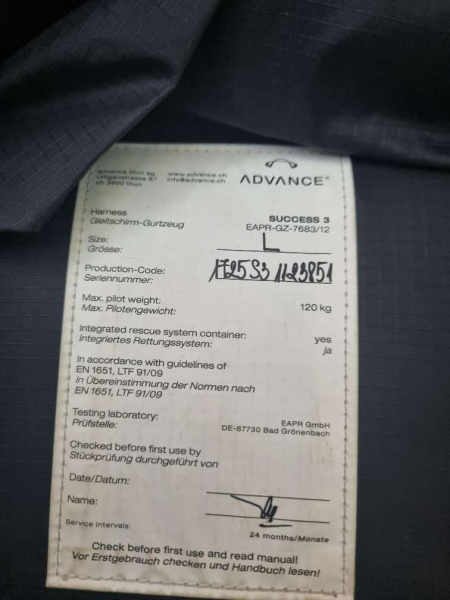 advance thun ag www.advance.ch
uttigenstrasse 87 info@advance.ch
ch 3600 thun
ADVANCE®
Harness SUCCESS 3
Gleitschirm-Gurtzeug EAPR-GZ-7683/12
Size: L
Grösse:
Production-Code:
Seriennummer:
Max. pilot weight: 120 kg
Max. Pilotengewicht:
Integrated rescue system container: yes
Integriertes Rettungssystem: ja
In accordance with guidelines of
EN 1651, LTF 91/09
In Übereinstimmung der Normen nach
EN 1651, LTF 91/09
Testing laboratory: EAPR GmbH
Prüfstelle: DE-87730 Bad Grönenbach
Checked before first use by
Stückprüfung durchgeführt von
Date/Datum:
Name:
Service intervals: 24 months/Monate
Check before first use and read manual!
Vor Erstgebrauch checken und Handbuch lesen!